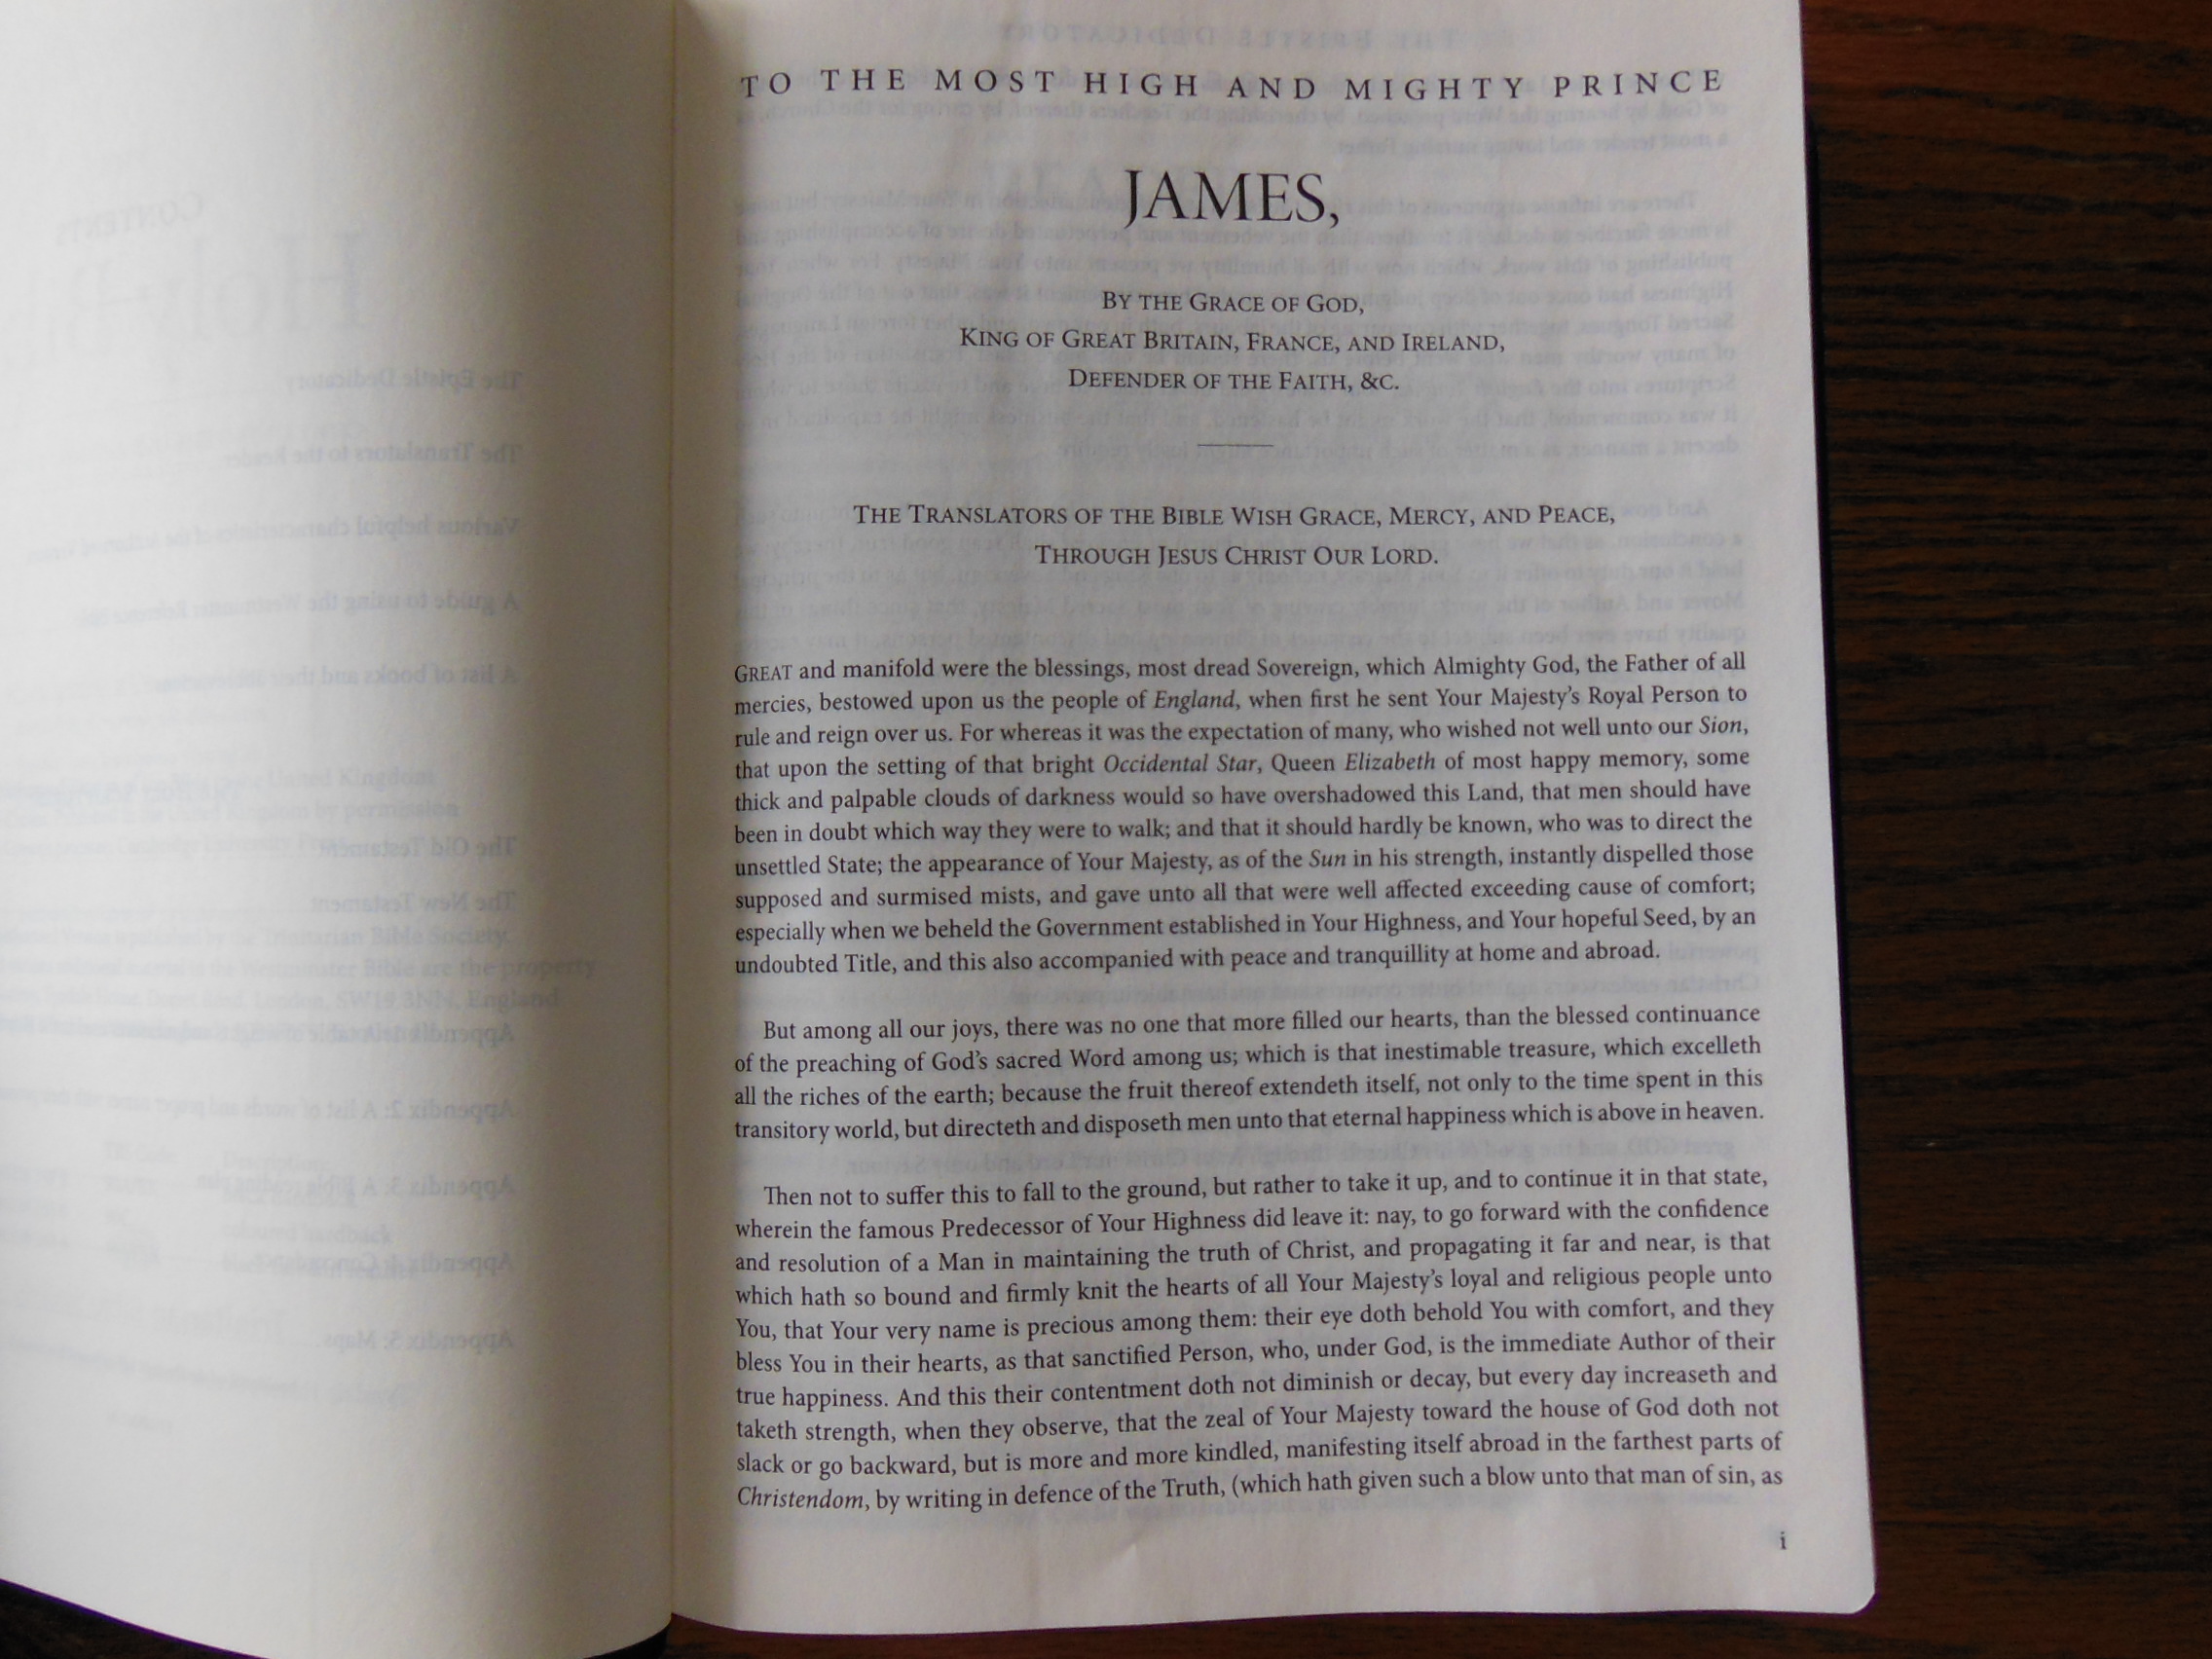 TO THE MOST HIGH AND MIGHTY PRINCE
JAMES,
BY THE GRACE OF GOD,
KING OF GREAT BRITAIN, FRANCE, AND IRELAND,
DEFENDER OF THE FAITH, &C.
THE TRANSLATORS OF THE BIBLE WISH GRACE, MERCY, AND PEACE,
THROUGH JESUS CHRIST OUR LORD.
GREAT and manifold were the blessings, most dread Sovereign, which Almighty God, the Father of all
mercies, bestowed upon us the people of England, when first he sent Your Majesty's Royal Person to
rule and reign over us. For whereas it was the expectation of many, who wished not well unto our Sion,
that upon the setting of that bright Occidental Star, Queen Elizabeth of most happy memory, some
thick and palpable clouds of darkness would so have overshadowed this Land, that men should have
been in doubt which way they were to walk; and that it should hardly be known, who was to direct the
unsettled State; the appearance of Your Majesty, as of the Sun in his strength, instantly dispelled those
supposed and surmised mists, and gave unto all that were well affected exceeding cause of comfort;
especially when we beheld the Government established in Your Highness, and Your hopeful Seed, by an
undoubted Title, and this also accompanied with peace and tranquillity at home and abroad.
But among all our joys, there was no one that more filled our hearts, than the blessed continuance
of the preaching of God's sacred Word among us; which is that inestimable treasure, which excelleth
all the riches of the earth; because the fruit thereof extendeth itself, not only to the time spent in this
transitory world, but directeth and disposeth men unto that eternal happiness which is above in heaven.
Then not to suffer this to fall to the ground, but rather to take it up, and to continue it in that state,
wherein the famous Predecessor of Your Highness did leave it: nay, to go forward with the confidence
and resolution of a Man in maintaining the truth of Christ, and propagating it far and near, is that
which hath so bound and firmly knit the hearts of all Your Majesty's loyal and religious people unto
You, that Your very name is precious among them: their eye doth behold You with comfort, and they
bless You in their hearts, as that sanctified Person, who, under God, is the immediate Author of their
true happiness. And this their contentment doth not diminish or decay, but every day increaseth and
taketh strength, when they observe, that the zeal of Your Majesty toward the house of God doth not
slack or go backward, but is more and more kindled, manifesting itself abroad in the farthest parts of
Christendom, by writing in defence of the Truth, (which hath given such a blow unto that man of sin, as
i